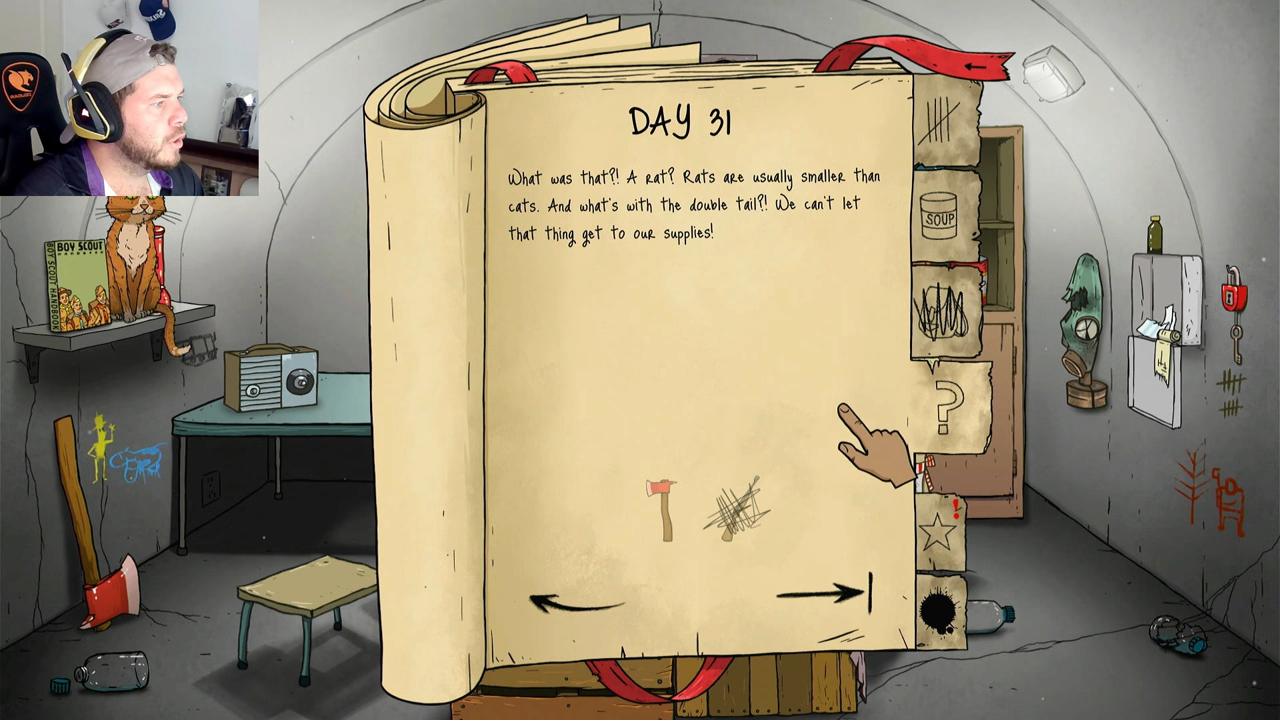 DAY 31
What was that?! A rat? Rats are usually smaller than
cats. And what's with the double tail?! We can't let
that thing get to our supplies!
SOUP
?
!
BOY SCOUT
BOY SCOUT HANDBOOK